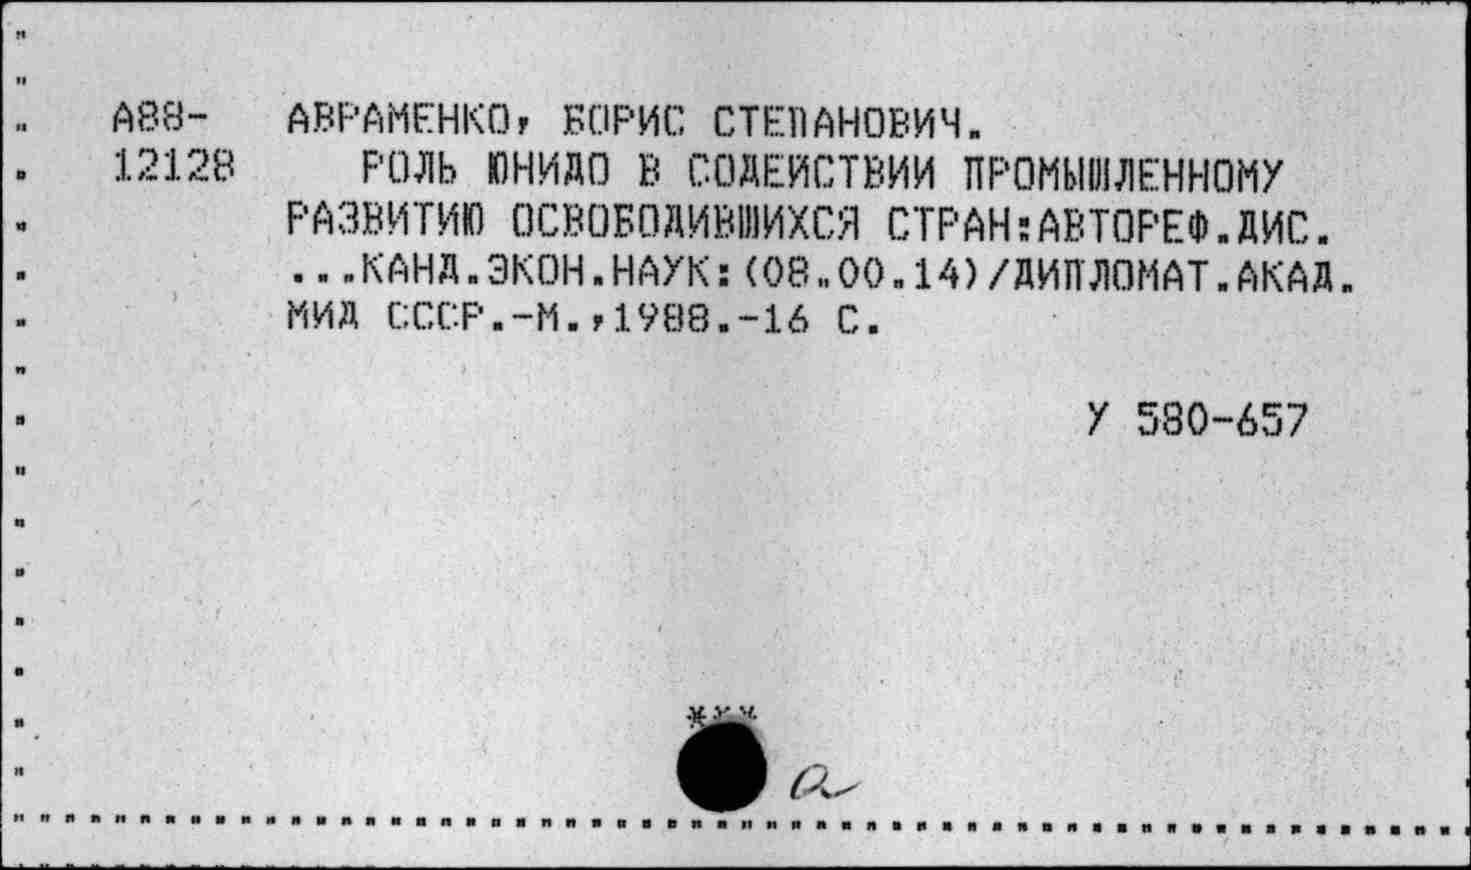 А88- АВРАМЕНКО, БОРИС СТЕПАНОВИЧ.
12128 РОЛЬ ЮНИДО В СОДЕЙСТВИИ ПРОМЫШЛЕННОМУ
РАЗВИТИЮ ОСВОБОДИВШИХСЯ СТРАН:АВТОРЕФ.ДИС.
...КАНД.ЭКОН.НАУК:(08.00.14)/ДИПЛОМАТ.АКАД.
МИД СССР.-М.,1988.-16 С.
У 580-657
***
а